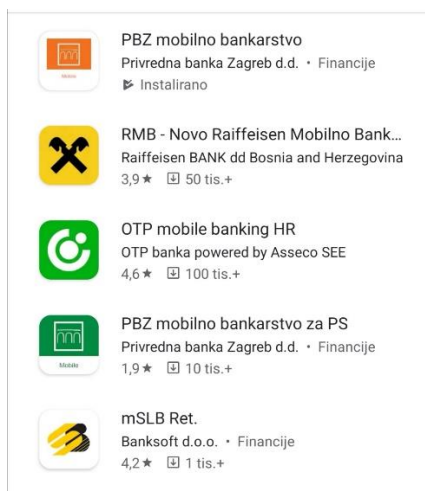 PBZ mobilno bankarstvo
Privredna banka Zagreb d.d. • Financije
Instalirano
RMB - Novo Raiffeisen Mobilno Bank...
Raiffeisen BANK dd Bosnia and Herzegovina
3,9★ 50 tis.+
OTP mobile banking HR
OTP banka powered by Asseco SEE
4,6★ 100 tis.+
PBZ mobilno bankarstvo za PS
Privredna banka Zagreb d.d. • Financije
Mobile
1,9★ 10 tis.+
mSLB Ret.
Banksoft d.o.o. • Financije
4,2★ 1 tis.+